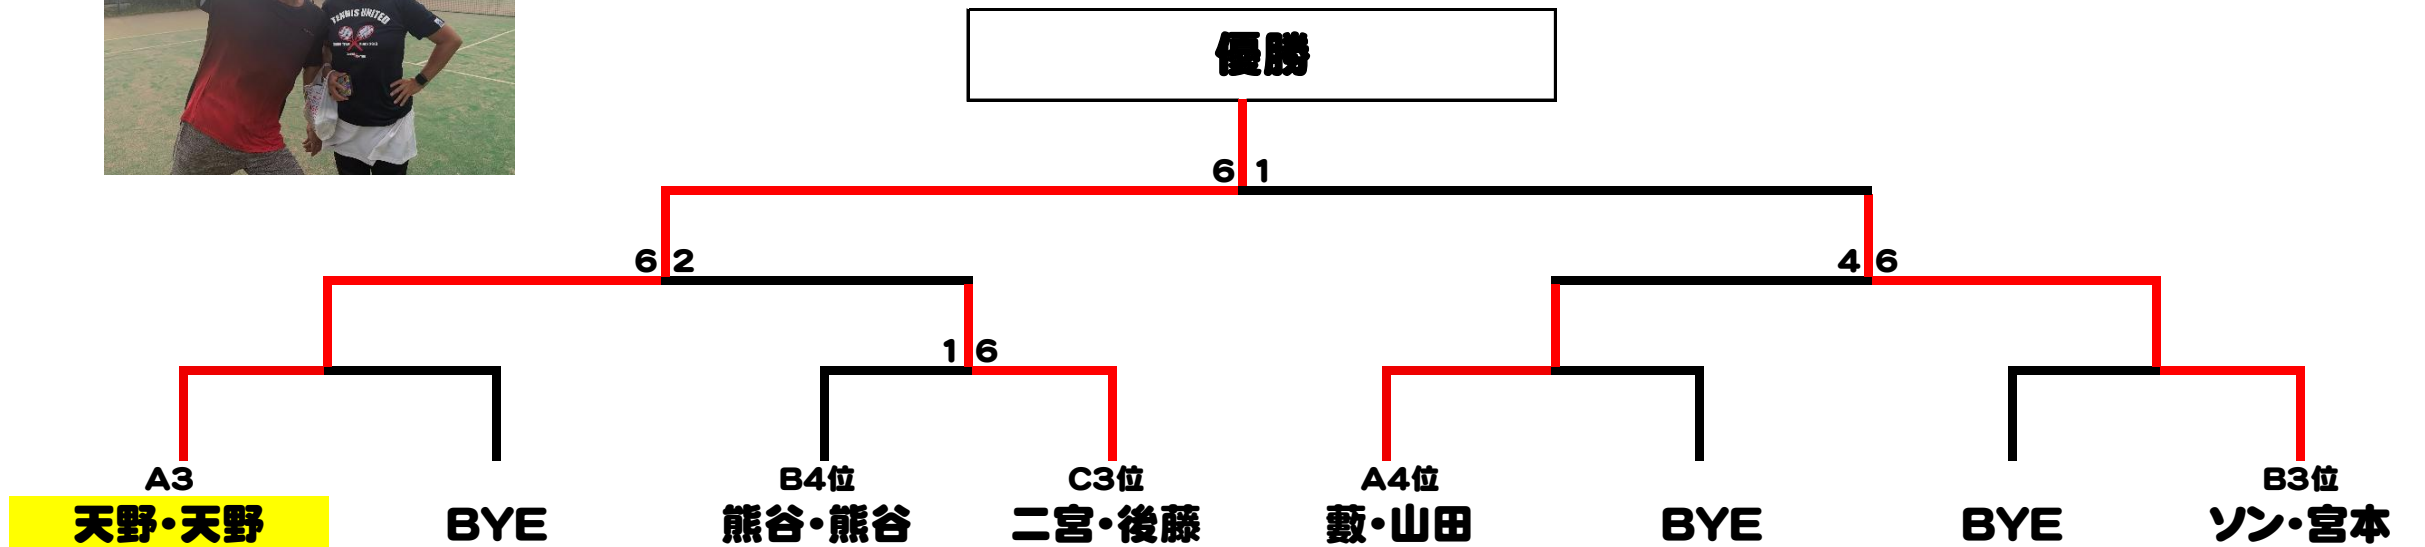 TENNIS UNITED
優勝
6 1
6 2
4 6
1 6
A3
B4位
C3位
A4位
B3位
天野・天野
BYE
熊谷・熊谷
二宮・後藤
藪・山田
BYE
BYE
ソン・宮本